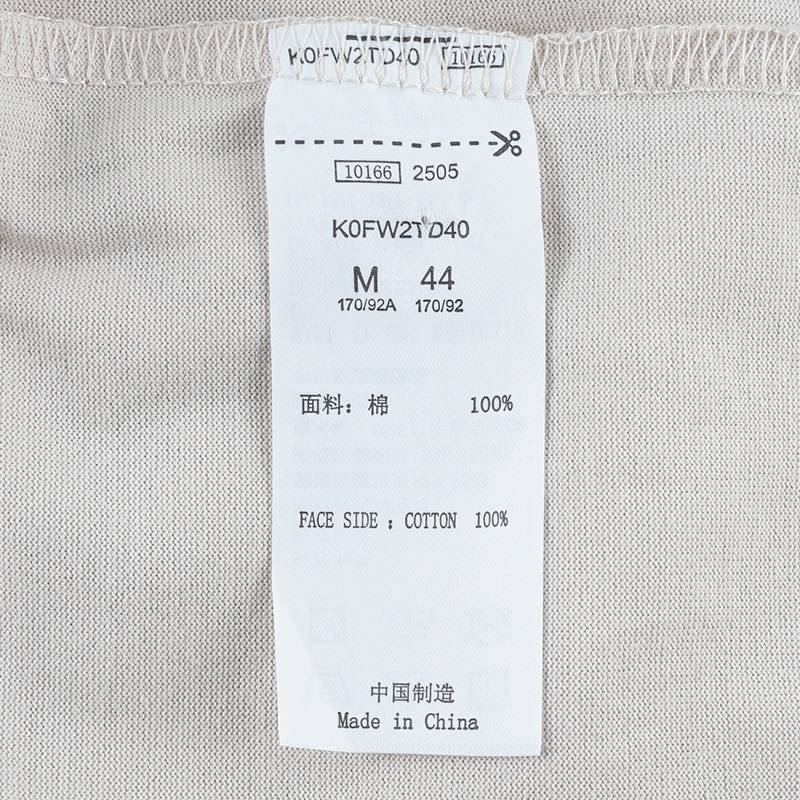 K0FW2TD40 10166
10166 2505
K0FW2TD40
M 44
170/92A 170/92
面料：棉 100%
FACE SIDE : COTTON 100%
中国制造
Made in China